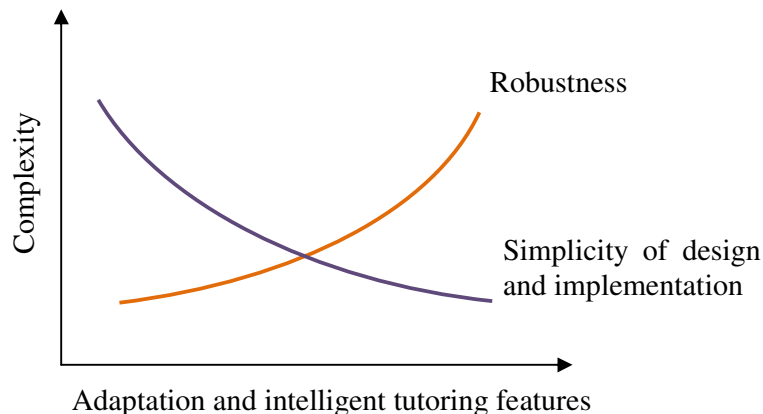 Robustness
Complexity
Simplicity of design
and implementation
Adaptation and intelligent tutoring features